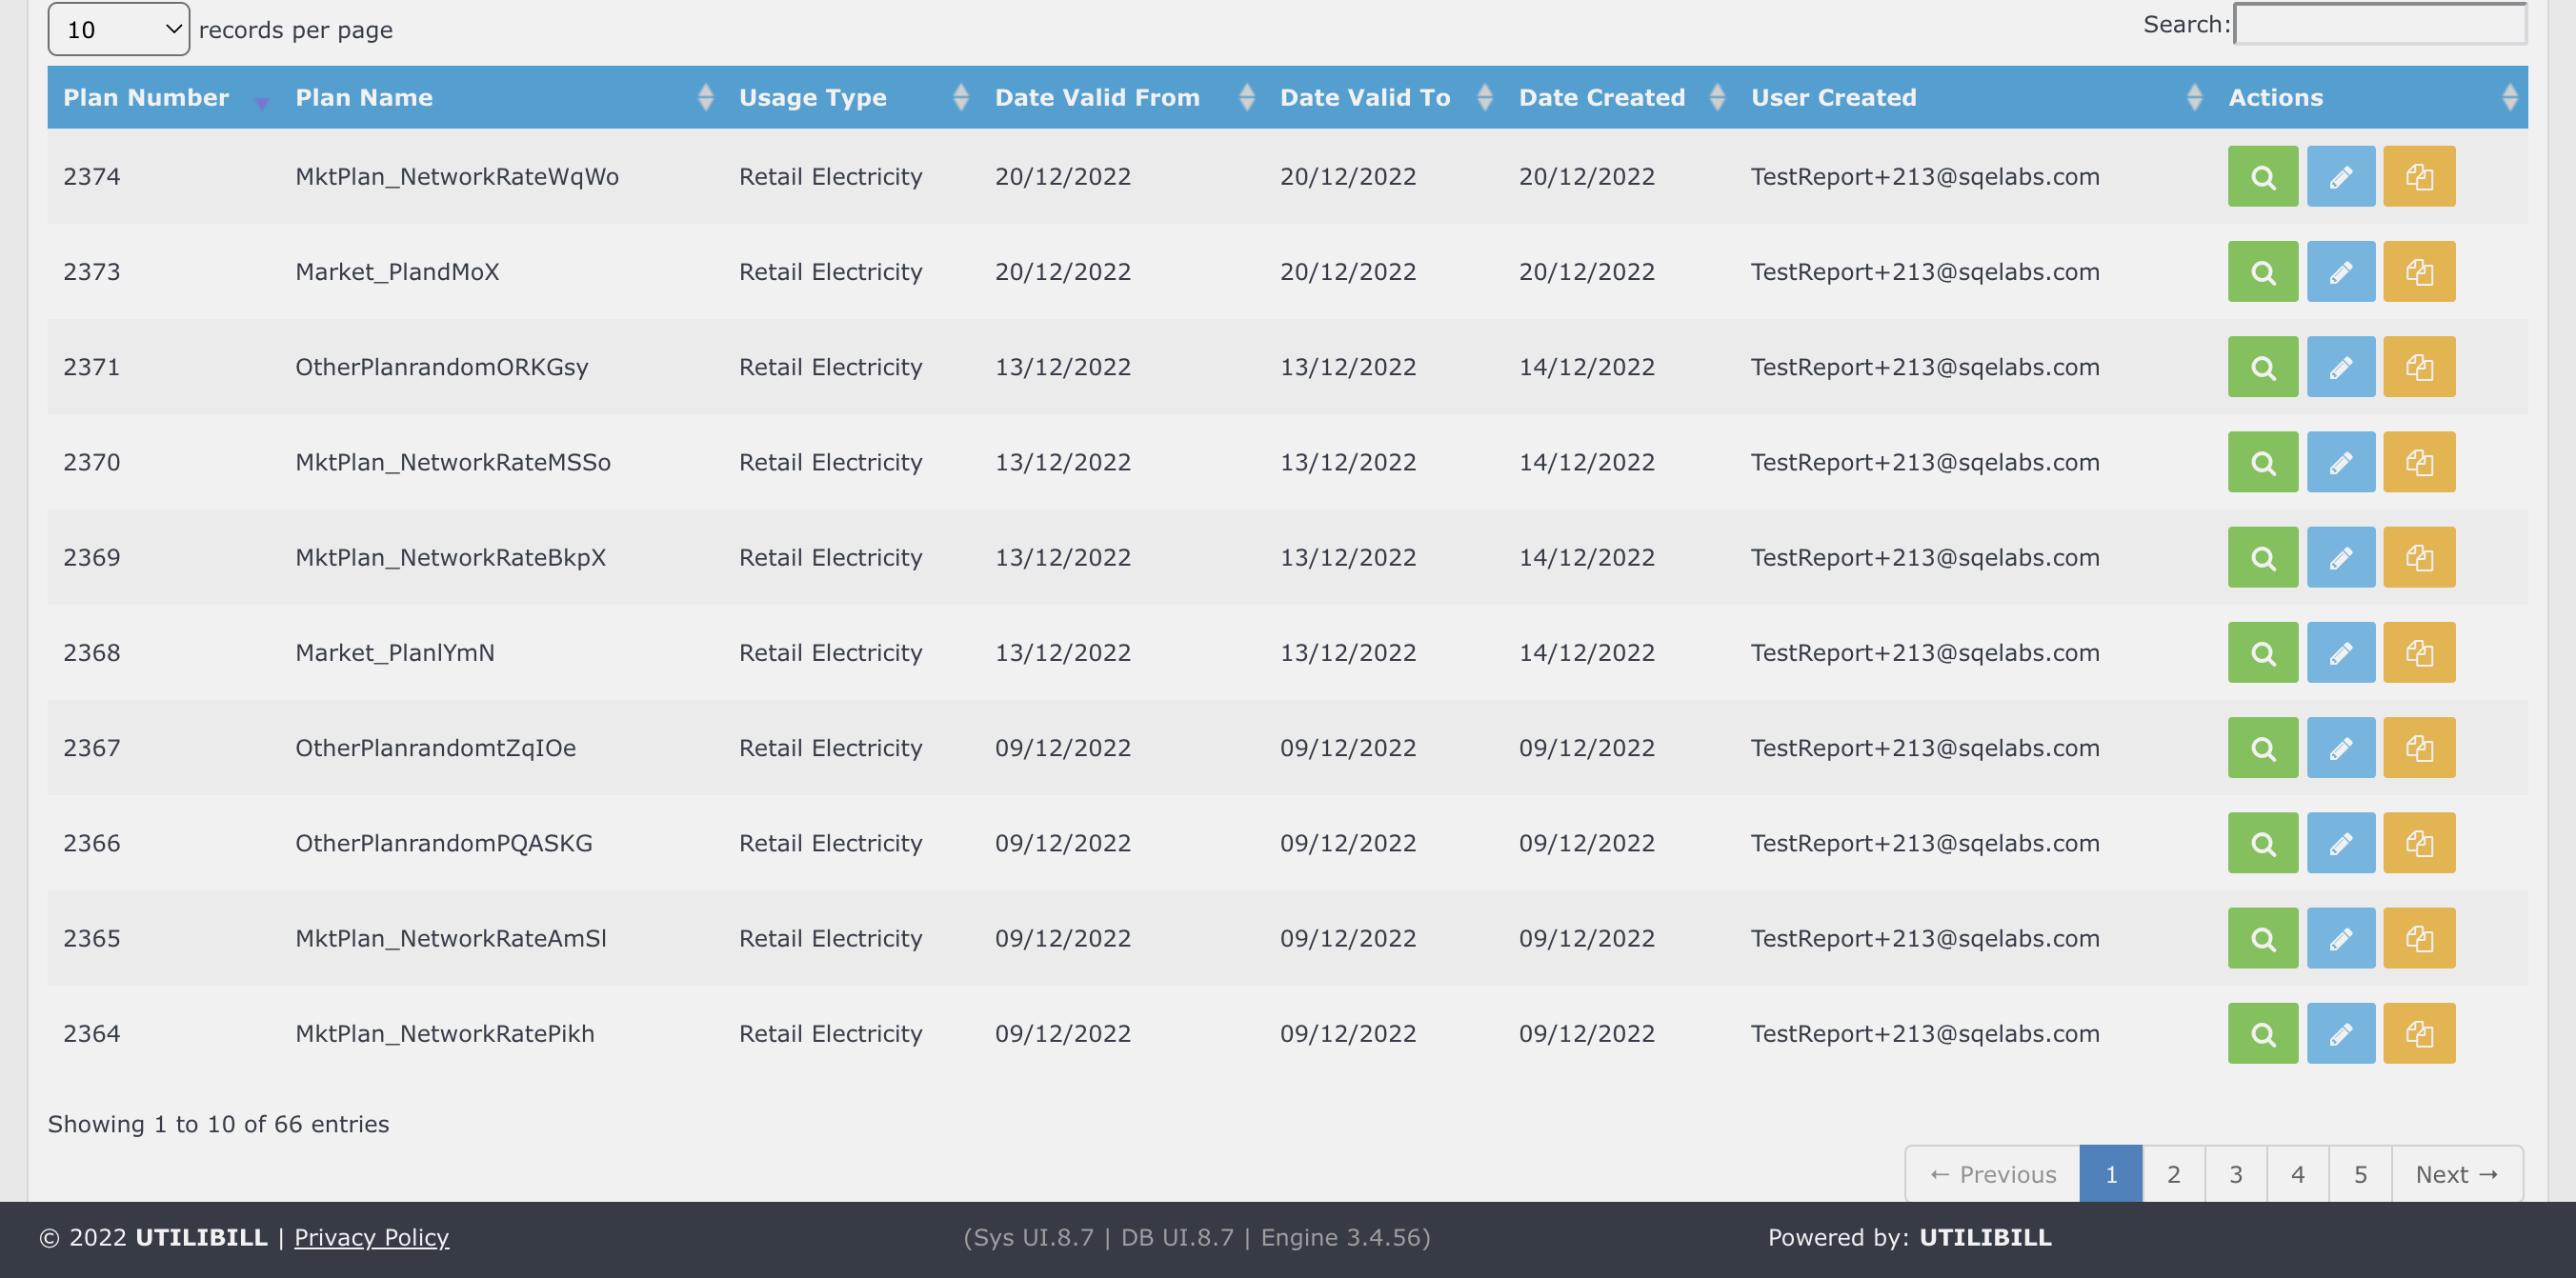 10 records per page Search:
Plan Number Plan Name Usage Type Date Valid From Date Valid To Date Created User Created Actions
2374 MktPlan_NetworkRateWqWo Retail Electricity 20/12/2022 20/12/2022 20/12/2022 TestReport+213@sqelabs.com
2373 Market_PlandMoX Retail Electricity 20/12/2022 20/12/2022 20/12/2022 TestReport+213@sqelabs.com
2371 OtherPlanrandomORKGsy Retail Electricity 13/12/2022 13/12/2022 14/12/2022 TestReport+213@sqelabs.com
2370 MktPlan_NetworkRateMSSo Retail Electricity 13/12/2022 13/12/2022 14/12/2022 TestReport+213@sqelabs.com
2369 MktPlan_NetworkRateBkpX Retail Electricity 13/12/2022 13/12/2022 14/12/2022 TestReport+213@sqelabs.com
2368 Market_PlanlYmN Retail Electricity 13/12/2022 13/12/2022 14/12/2022 TestReport+213@sqelabs.com
2367 OtherPlanrandomtZqIOe Retail Electricity 09/12/2022 09/12/2022 09/12/2022 TestReport+213@sqelabs.com
2366 OtherPlanrandomPQASKG Retail Electricity 09/12/2022 09/12/2022 09/12/2022 TestReport+213@sqelabs.com
2365 MktPlan_NetworkRateAmSl Retail Electricity 09/12/2022 09/12/2022 09/12/2022 TestReport+213@sqelabs.com
2364 MktPlan_NetworkRatePikh Retail Electricity 09/12/2022 09/12/2022 09/12/2022 TestReport+213@sqelabs.com
Showing 1 to 10 of 66 entries
← Previous 1 2 3 4 5 Next →
© 2022 UTILIBILL | Privacy Policy (Sys UI.8.7 | DB UI.8.7 | Engine 3.4.56) Powered by: UTILIBILL